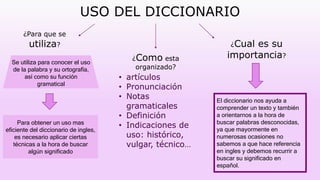 USO DEL DICCIONARIO
¿Para que se
utiliza?
Se utiliza para conocer el uso
de la palabra y su ortografía,
así como su función
gramatical
Para obtener un uso mas
eficiente del diccionario de ingles,
es necesario aplicar ciertas
técnicas a la hora de buscar
algún significado
¿Como esta
organizado?
• artículos
• Pronunciación
• Notas
gramaticales
• Definición
• Indicaciones de
uso: histórico,
vulgar, técnico…
¿Cual es su
importancia?
El diccionario nos ayuda a
comprender un texto y también
a orientarnos a la hora de
buscar palabras desconocidas,
ya que mayormente en
numerosas ocasiones no
sabemos a que hace referencia
en ingles y debemos recurrir a
buscar su significado en
español.